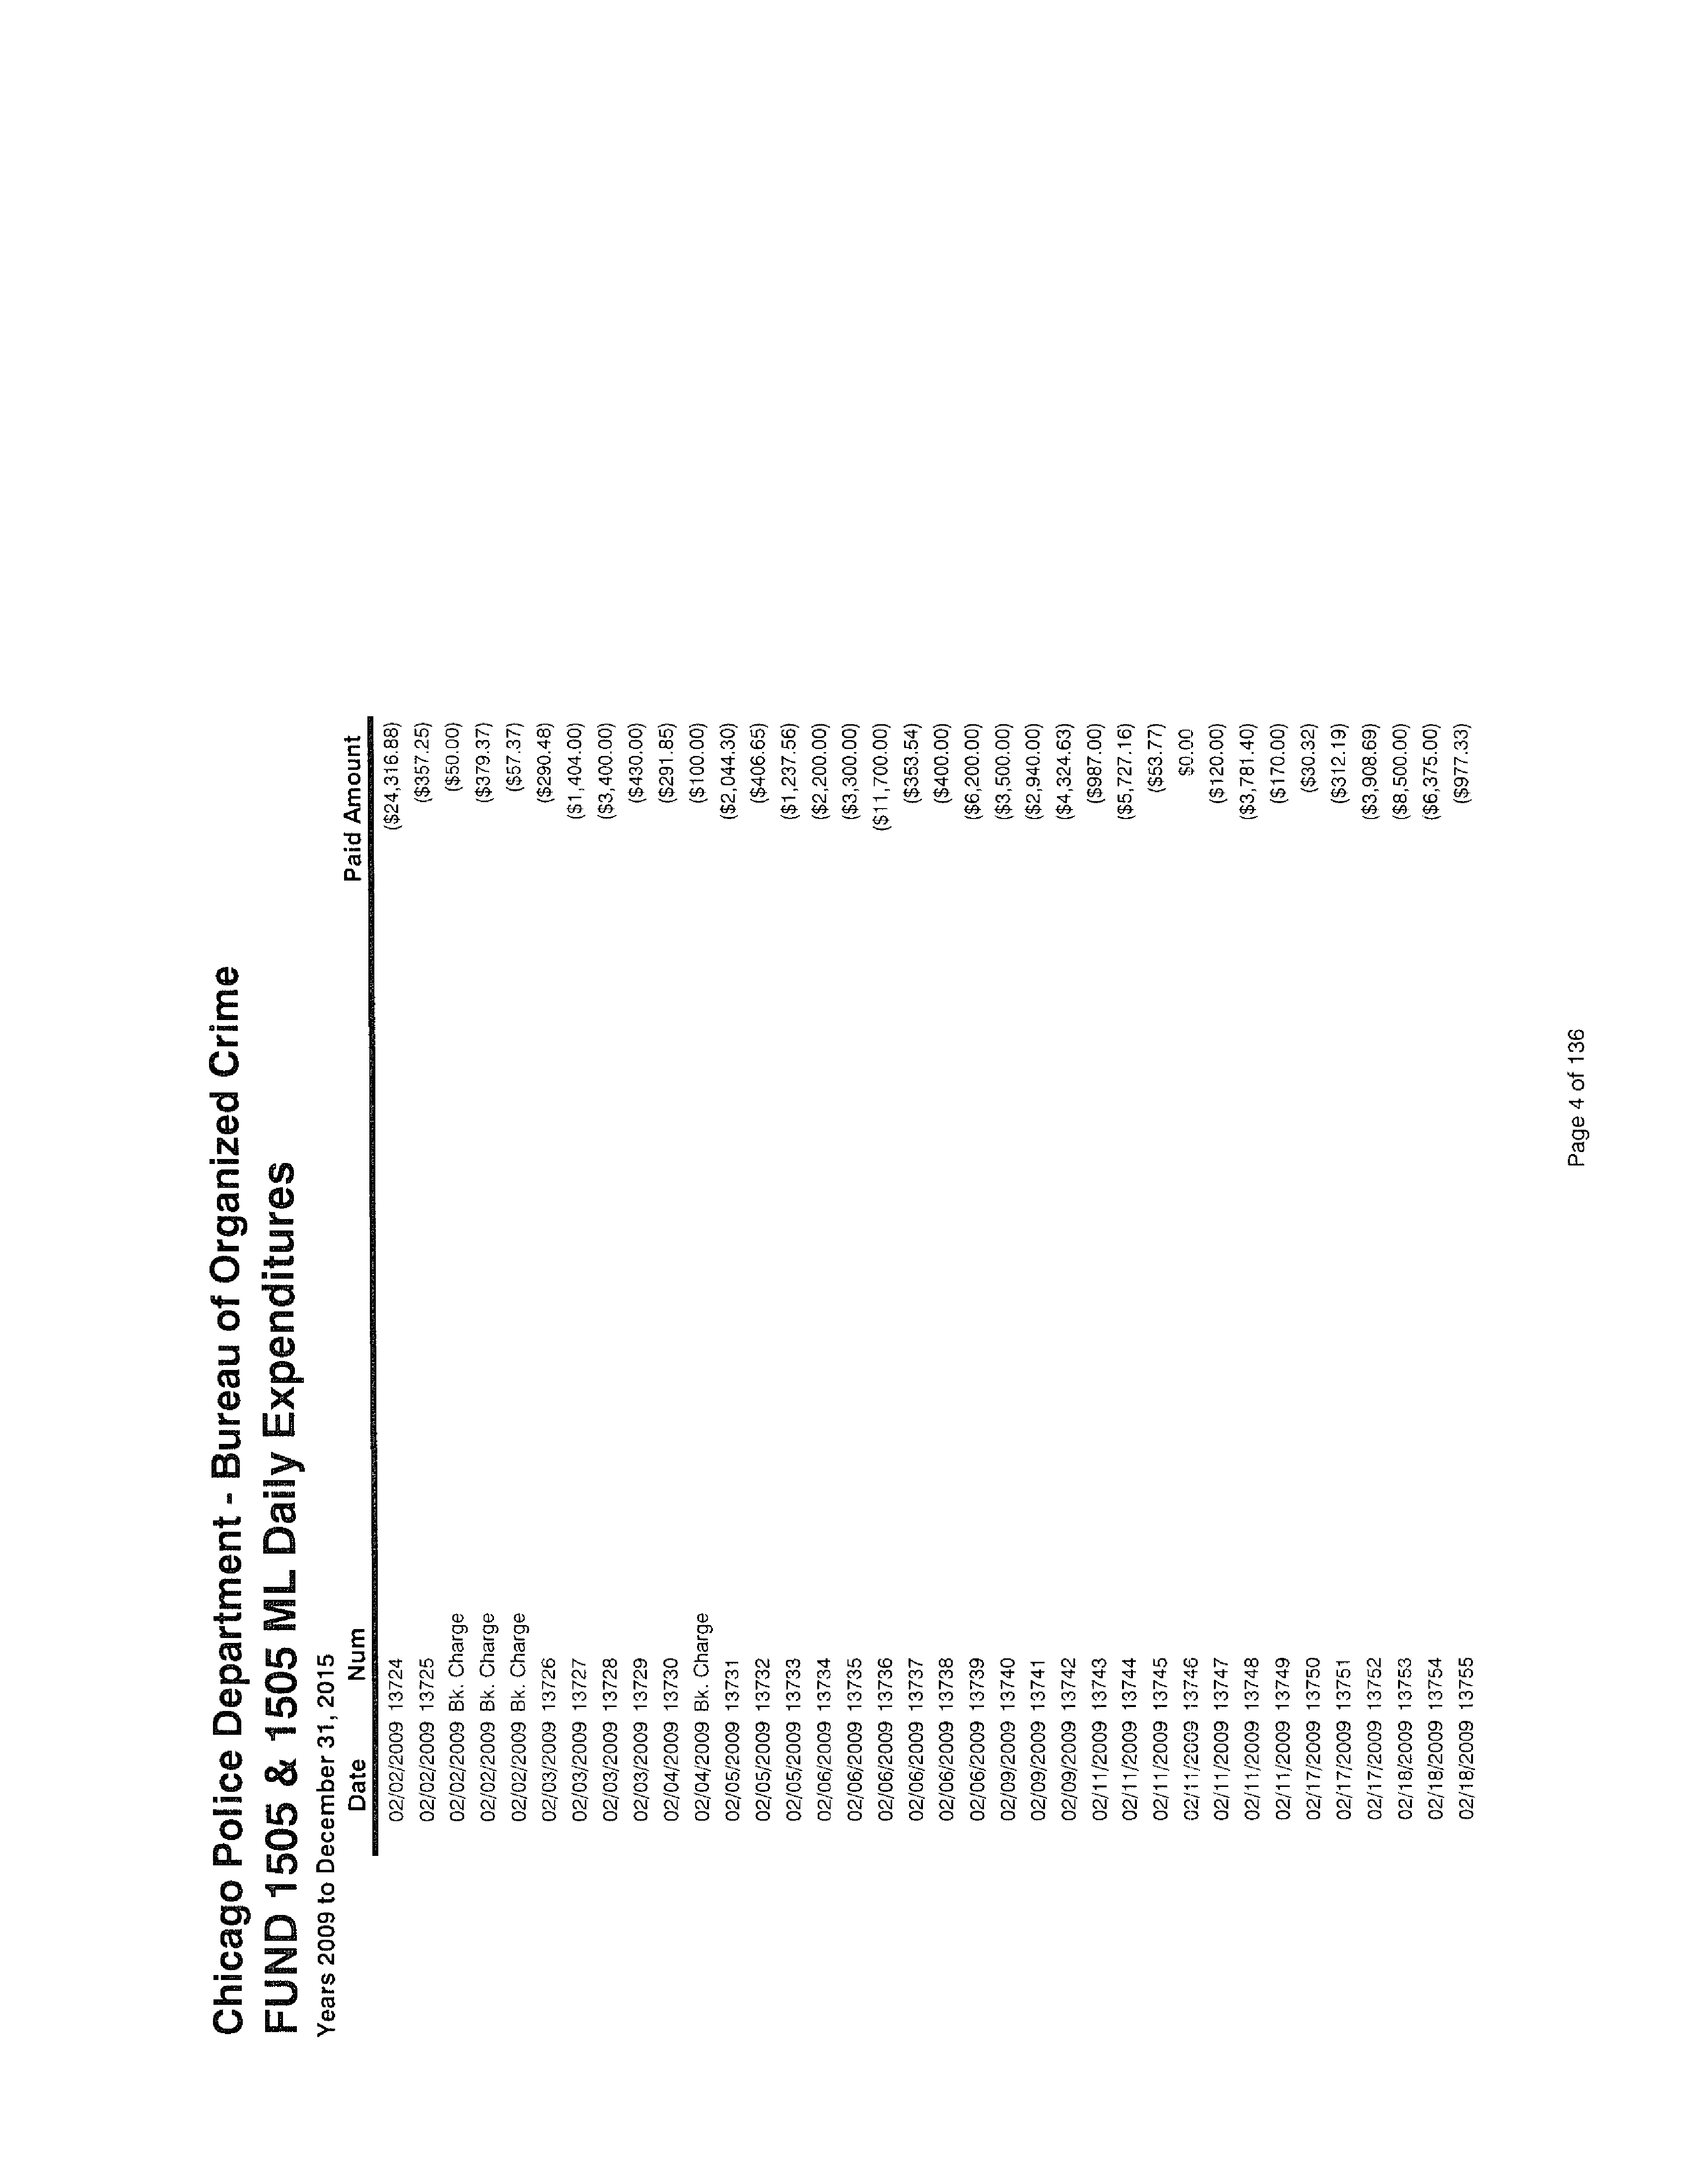 Chicago Police Department - Bureau of Organized Crime
FUND 1505 & 1505 ML Daily Expenditures
Years 2009 to December 31, 2015
Date Num Paid Amount
02/02/2009 13724 ($24,316.88)
02/02/2009 13725 ($357.25)
02/02/2009 Bk. Charge ($50.00)
02/02/2009 Bk. Charge ($379.37)
02/02/2009 Bk. Charge ($57.37)
02/03/2009 13726 ($290.48)
02/03/2009 13727 ($1,404.00)
02/03/2009 13728 ($3,400.00)
02/03/2009 13729 ($430.00)
02/04/2009 13730 ($291.85)
02/04/2009 Bk. Charge ($100.00)
02/05/2009 13731 ($2,044.30)
02/05/2009 13732 ($406.65)
02/05/2009 13733 ($1,237.56)
02/06/2009 13734 ($2,200.00)
02/06/2009 13735 ($3,300.00)
02/06/2009 13736 ($11,700.00)
02/06/2009 13737 ($353.54)
02/06/2009 13738 ($400.00)
02/06/2009 13739 ($6,200.00)
02/09/2009 13740 ($3,500.00)
02/09/2009 13741 ($2,940.00)
02/09/2009 13742 ($4,324.63)
02/11/2009 13743 ($987.00)
02/11/2009 13744 ($5,727.16)
02/11/2009 13745 ($53.77)
02/11/2009 13746 $0.00
02/11/2009 13747 ($120.00)
02/11/2009 13748 ($3,781.40)
02/11/2009 13749 ($170.00)
02/17/2009 13750 ($30.32)
02/17/2009 13751 ($312.19)
02/17/2009 13752 ($3,908.69)
02/18/2009 13753 ($8,500.00)
02/18/2009 13754 ($6,375.00)
02/18/2009 13755 ($977.33)
Page 4 of 136